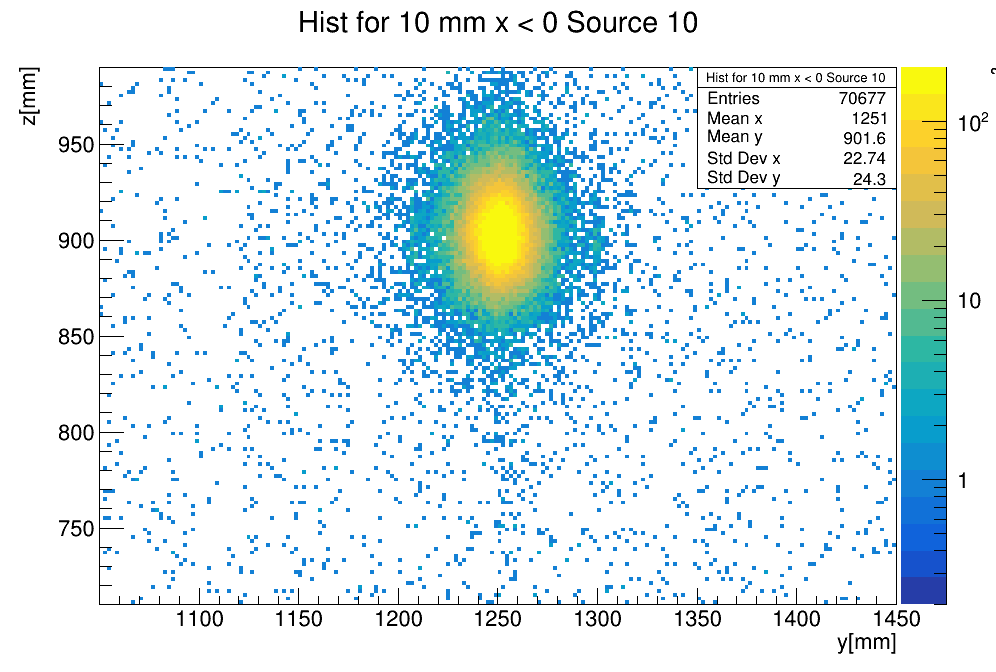 Hist for 10 mm x < 0 Source 10
z[mm]
Hist for 10 mm x < 0 Source 10
Entries 70677
Mean x 1251
Mean y 901.6
Std Dev x 22.74
Std Dev y 24.3
950
900
850
800
750
10²
10
1
1100 1150 1200 1250 1300 1350 1400 1450
y[mm]